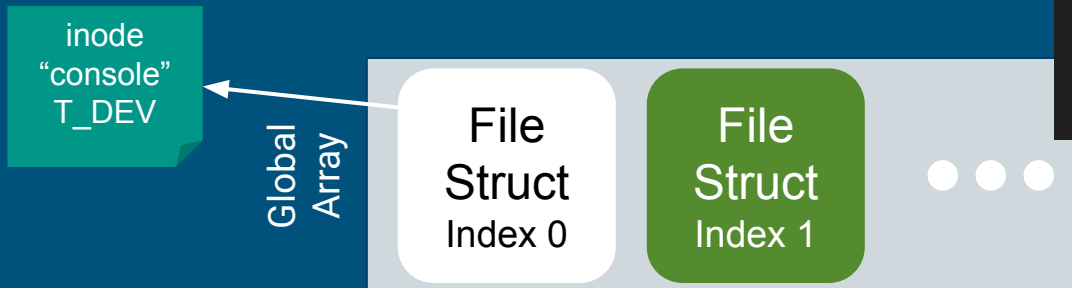 inode
“console”
T_DEV
Global
Array
File
Struct
Index 0
File
Struct
Index 1